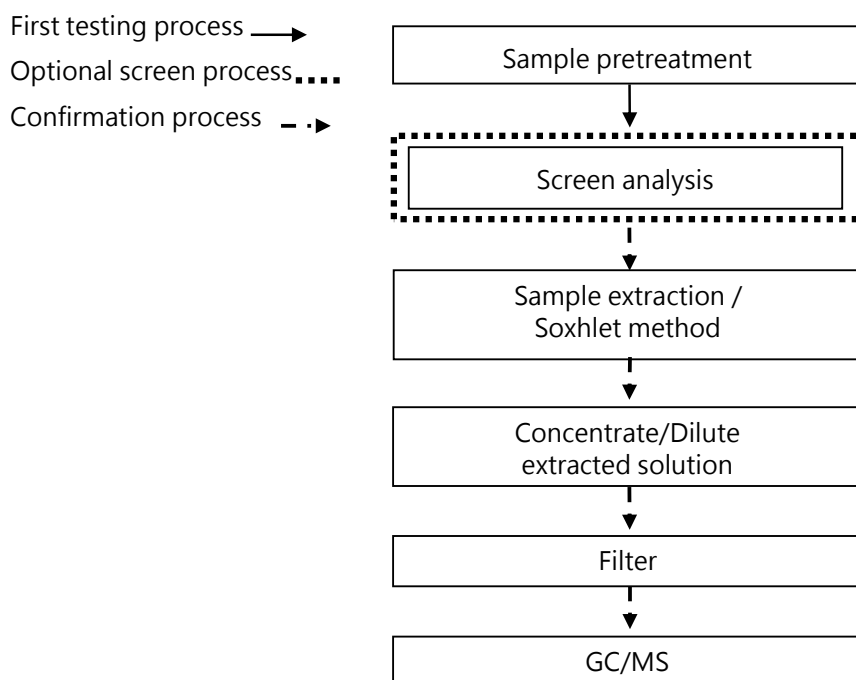 First testing process
Optional screen process
Confirmation process
Sample pretreatment
Screen analysis
Sample extraction /
Soxhlet method
Concentrate/Dilute
extracted solution
Filter
GC/MS